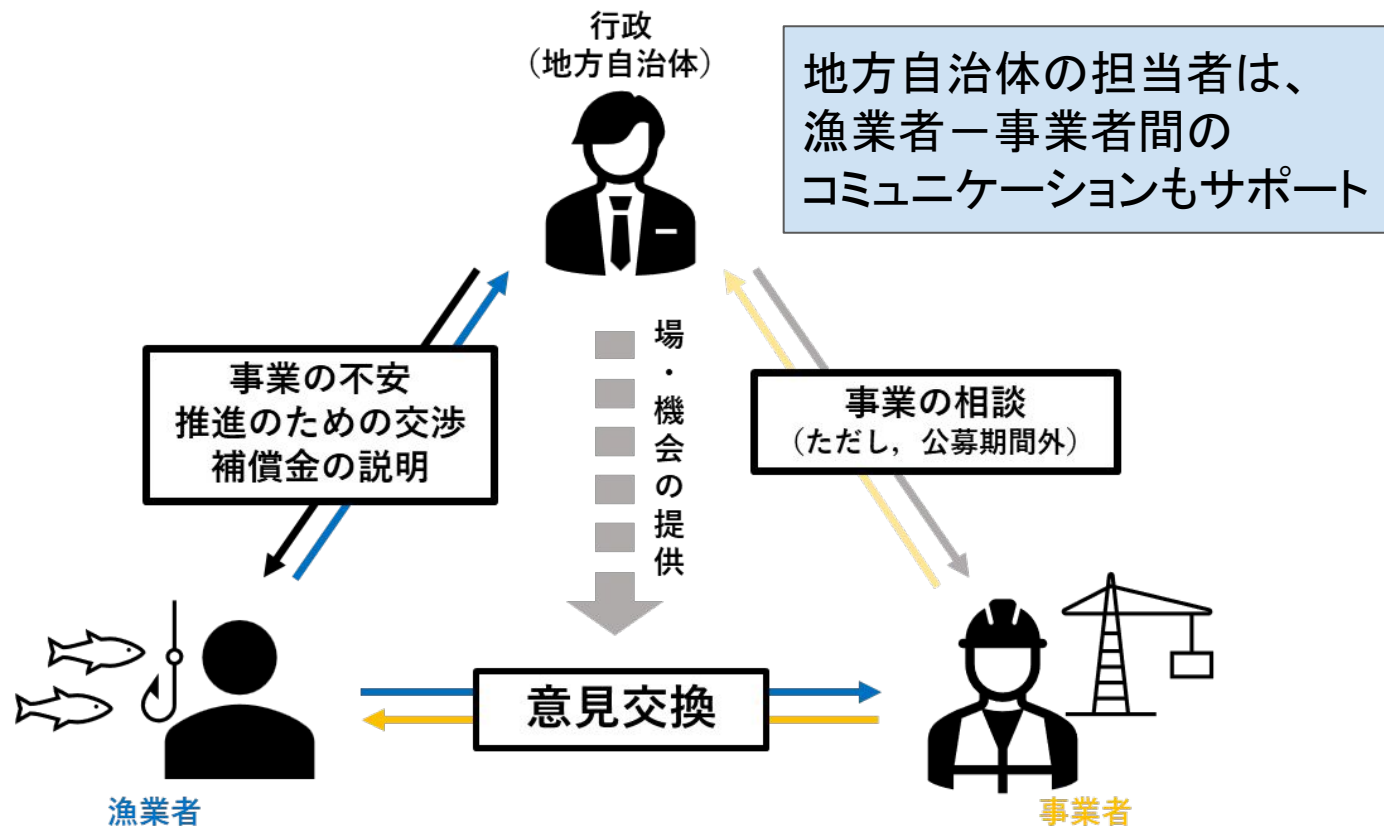 行政
（地方自治体）
地方自治体の担当者は、
漁業者－事業者間の
コミュニケーションもサポート
場・機会の提供
事業の不安
推進のための交渉
補償金の説明
事業の相談
（ただし，公募期間外）
意見交換
漁業者
事業者